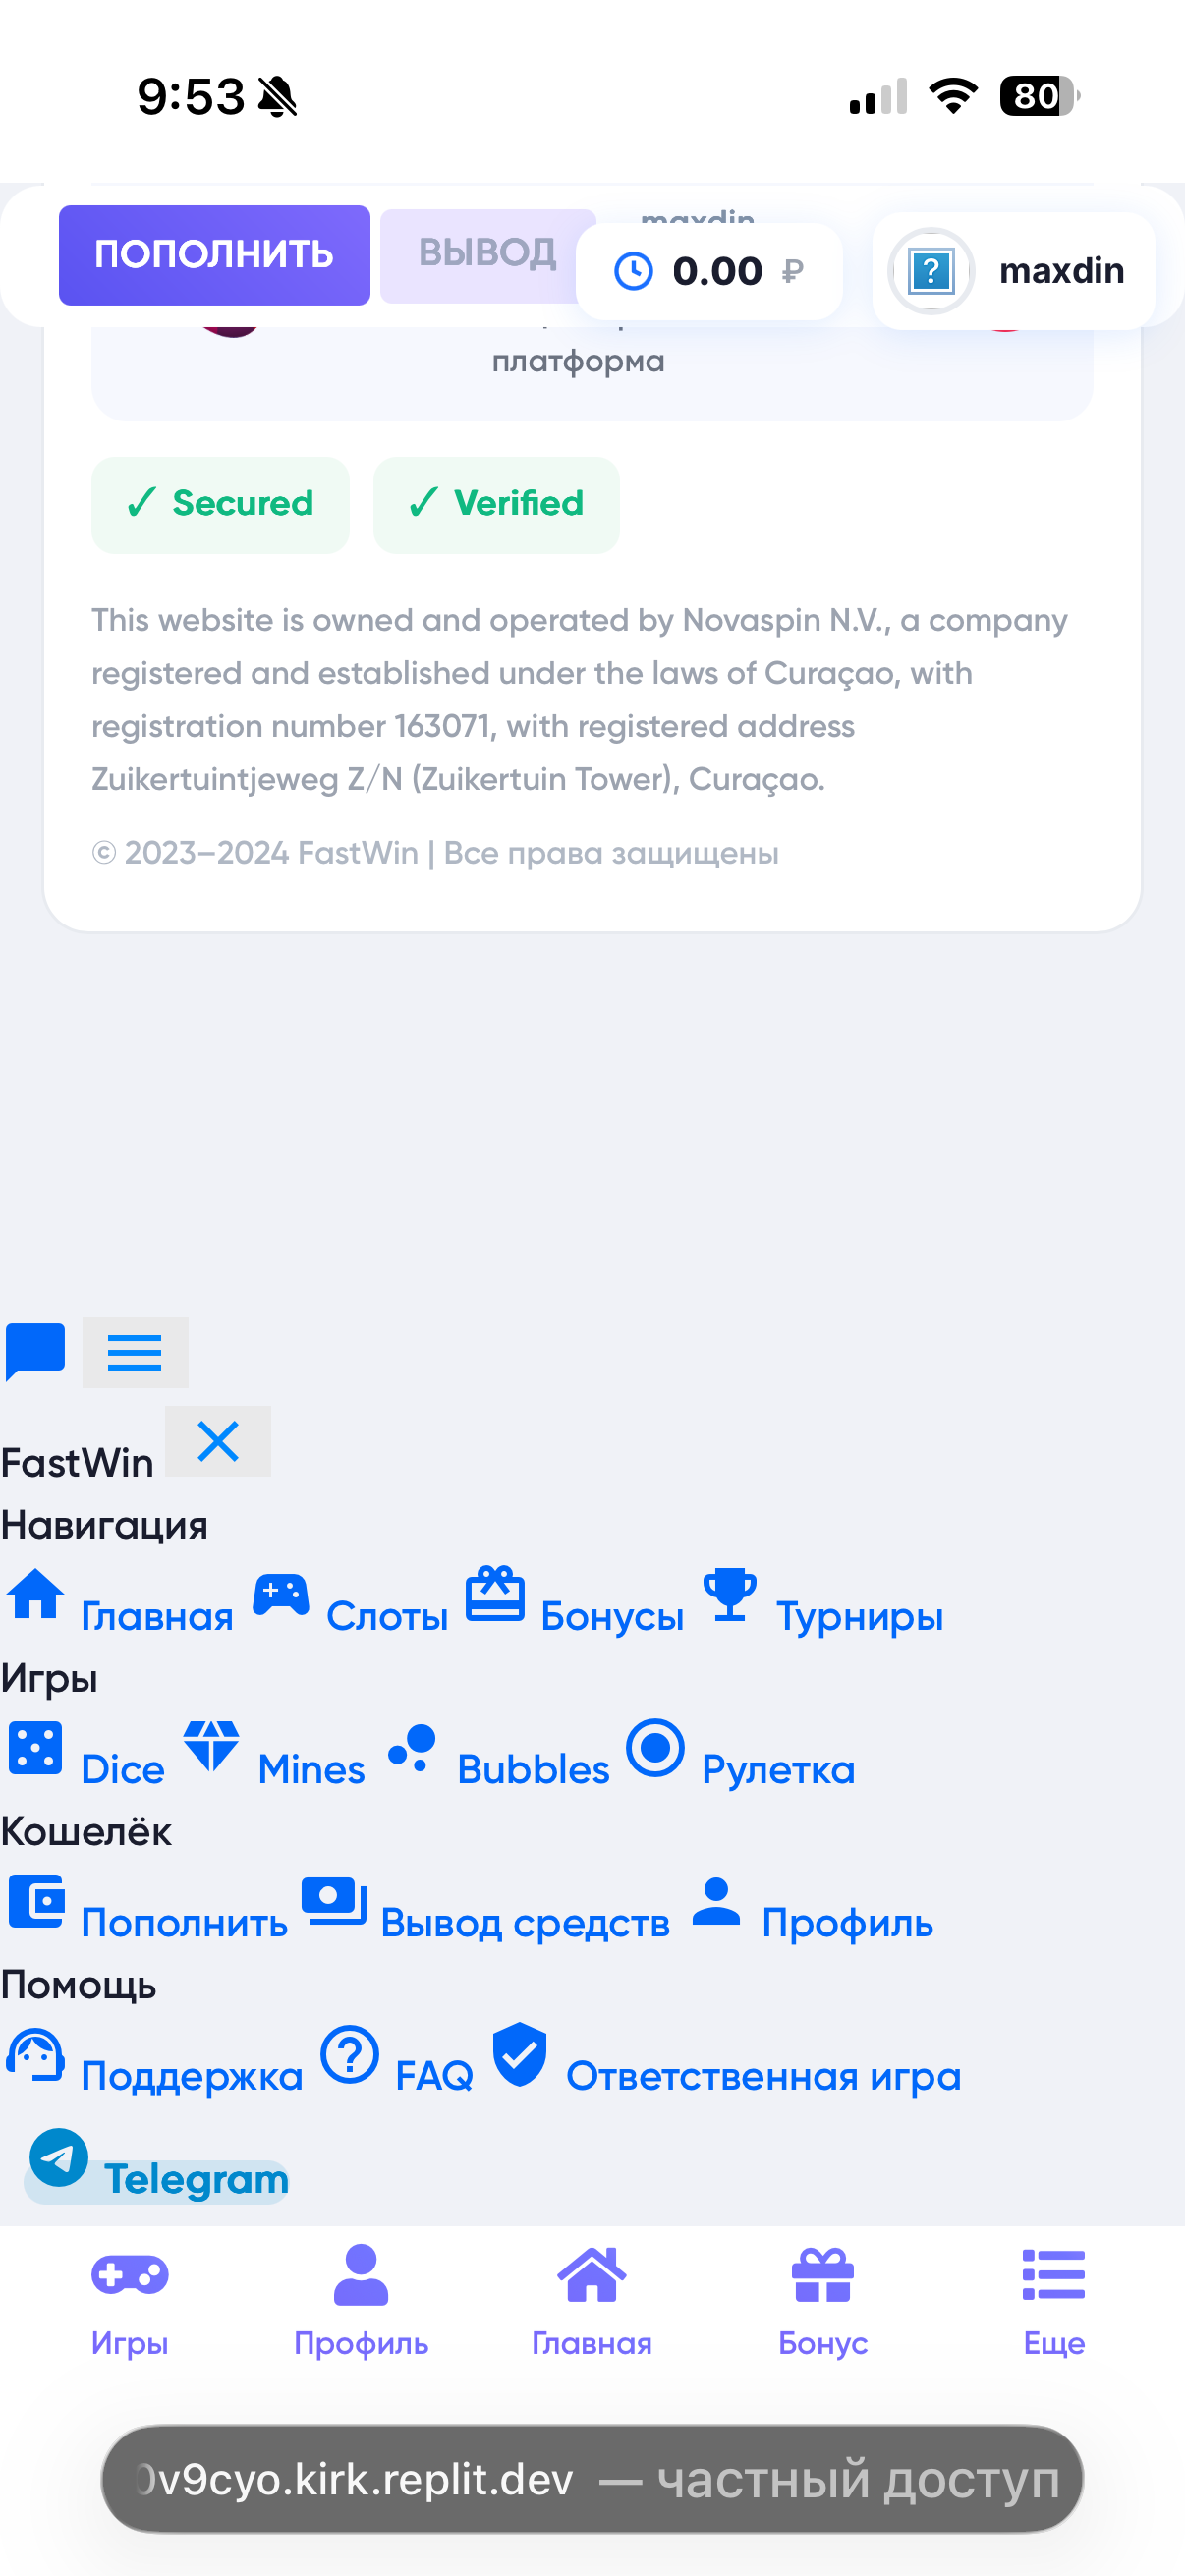 9:53
80
ПОПОЛНИТЬ
ВЫВОД
maxdin
0.00 ₽
maxdin
платформа
✓ Secured
✓ Verified
This website is owned and operated by Novaspin N.V., a company
registered and established under the laws of Curaçao, with
registration number 163071, with registered address
Zuikertuintjeweg Z/N (Zuikertuin Tower), Curaçao.
© 2023–2024 FastWin | Все права защищены
FastWin
Навигация
Главная Слоты Бонусы Турниры
Игры
Dice Mines Bubbles Рулетка
Кошелёк
Пополнить Вывод средств Профиль
Помощь
Поддержка FAQ Ответственная игра
Telegram
Игры Профиль Главная Бонус Еще
v9cyo.kirk.replit.dev — частный доступ